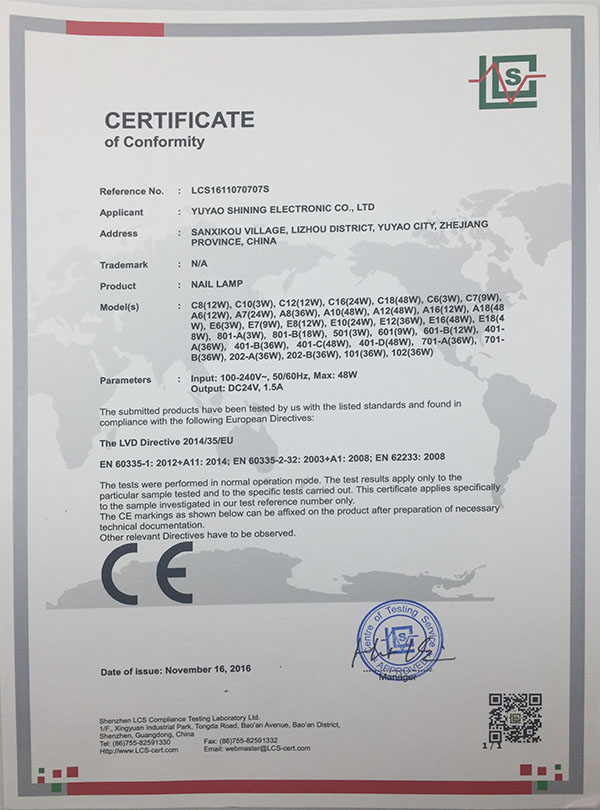 LCS
CERTIFICATE
of Conformity
Reference No. : LCS1611070707S
Applicant : YUYAO SHINING ELECTRONIC CO., LTD
Address : SANXIKOU VILLAGE, LIZHOU DISTRICT, YUYAO CITY, ZHEJIANG
PROVINCE, CHINA
Trademark : N/A
Product : NAIL LAMP
Model(s) : C8(12W), C10(3W), C12(12W), C16(24W), C18(48W), C6(3W), C7(9W),
A6(12W), A7(24W), A8(36W), A10(48W), A12(48W), A16(12W), A18(48
W), E6(3W), E7(9W), E8(12W), E10(24W), E12(36W), E16(48W), E18(4
8W), 801-A(3W), 801-B(18W), 501(3W), 601(9W), 601-B(12W), 401-
A(36W), 401-B(36W), 401-C(48W), 401-D(48W), 701-A(36W), 701-
B(36W), 202-A(36W), 202-B(36W), 101(36W), 102(36W)
Parameters : Input: 100-240V~, 50/60Hz, Max: 48W
Output: DC24V, 1.5A
The submitted products have been tested by us with the listed standards and found in
compliance with the following European Directives:
The LVD Directive 2014/35/EU
EN 60335-1: 2012+A11: 2014; EN 60335-2-32: 2003+A1: 2008; EN 62233: 2008
The tests were performed in normal operation mode. The test results apply only to the
particular sample tested and to the specific tests carried out. This certificate applies specifically
to the sample investigated in our test reference number only.
The CE markings as shown below can be affixed on the product after preparation of necessary
technical documentation.
Other relevant Directives have to be observed.
CE
Centre of Testing Service
LCS
APPROVED
Manager
Date of issue: November 16, 2016
Shenzhen LCS Compliance Testing Laboratory Ltd.
1/F., Xingyuan Industrial Park, Tongda Road, Bao'an Avenue, Bao'an District,
Shenzhen, Guangdong, China
Tel: (86)755-82591330 Fax: (86)755-82591332
Http://www.LCS-cert.com Email: webmaster@LCS-cert.com
1 / 1